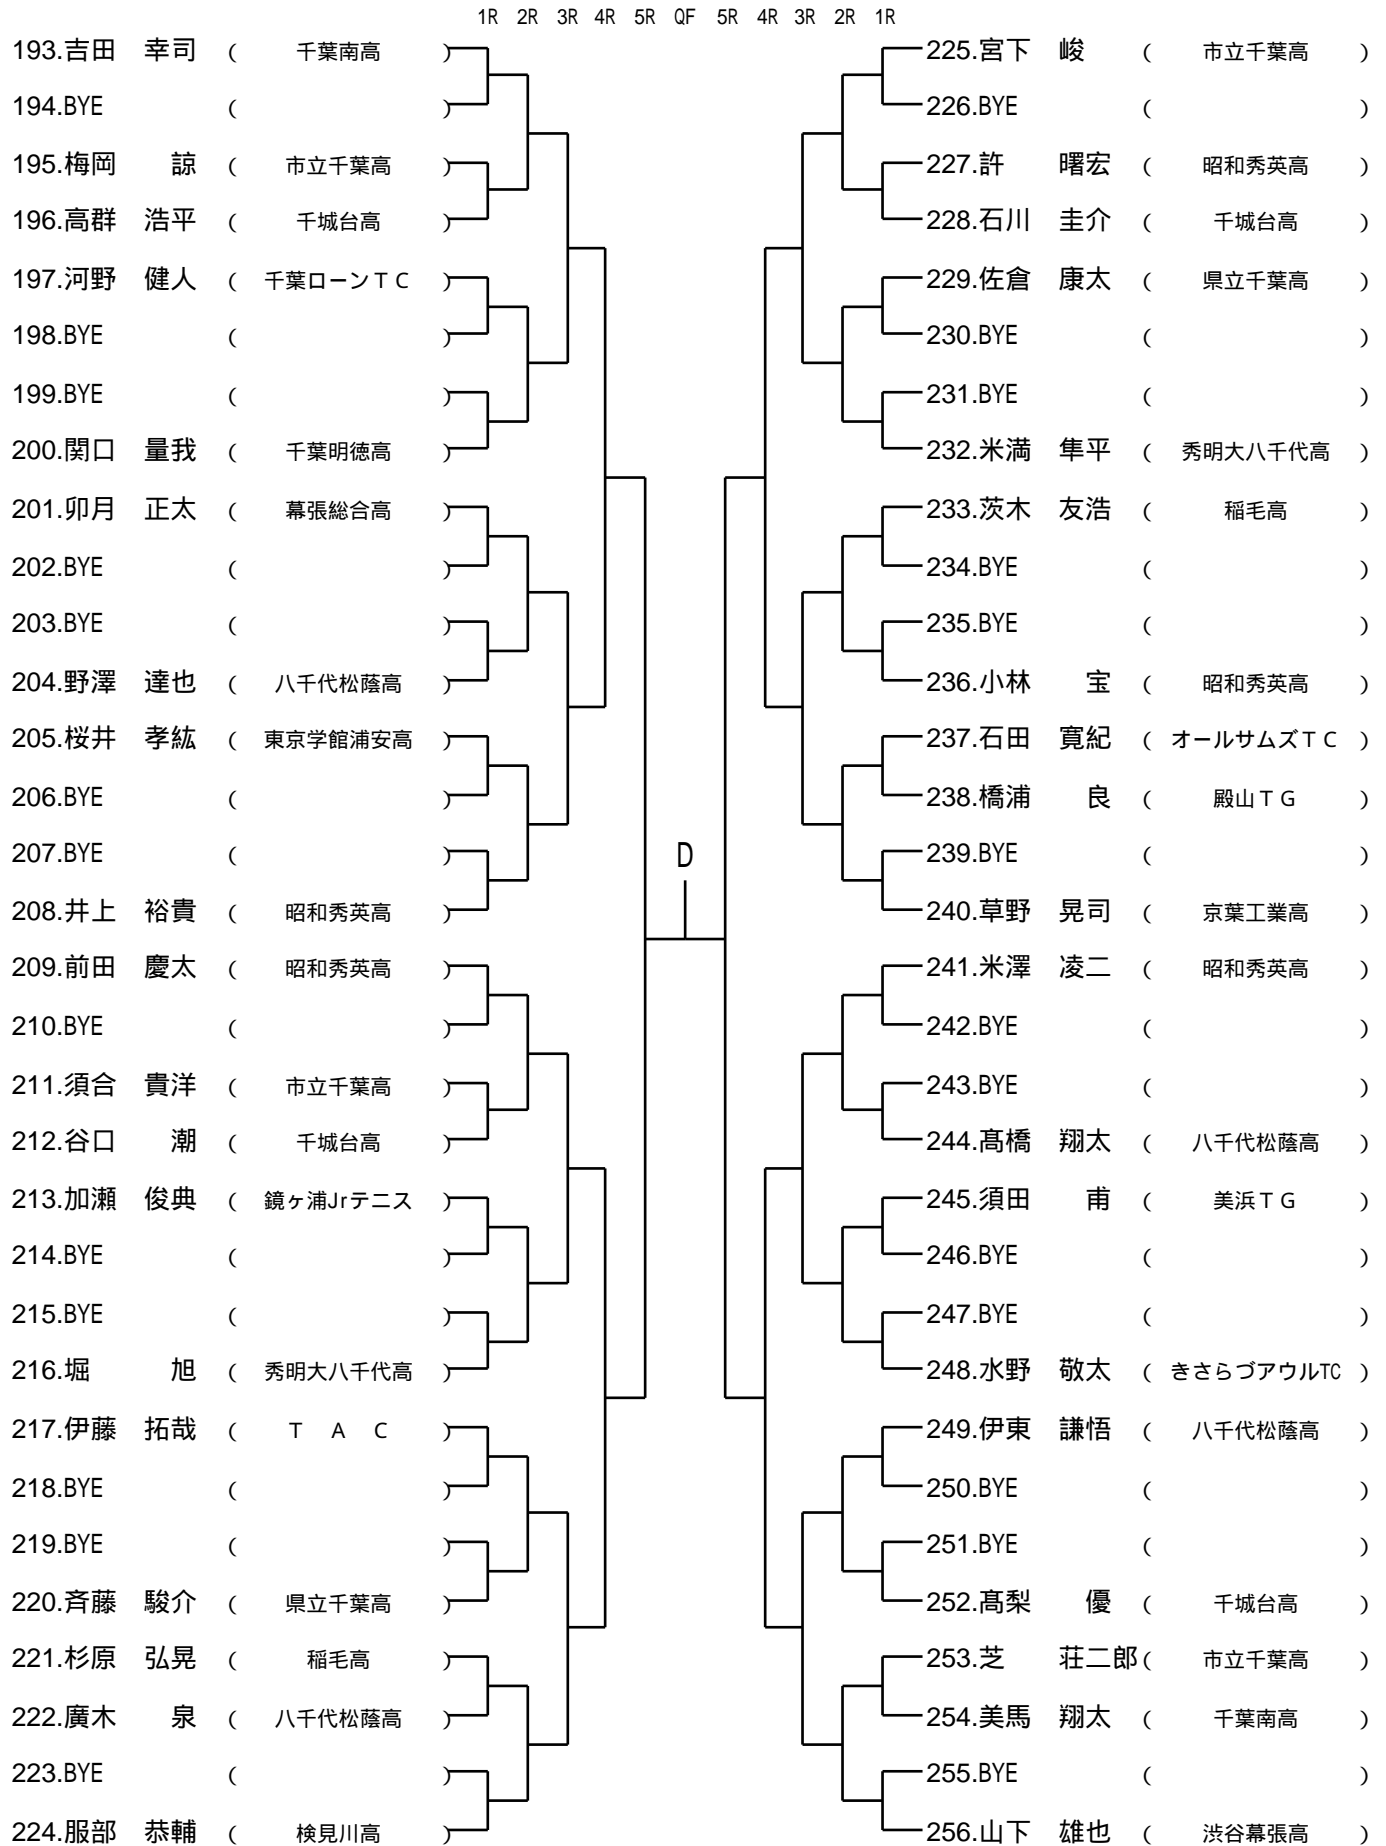 1R 2R 3R 4R 5R QF 5R 4R 3R 2R 1R
193.吉田　幸司 ( 千葉南高 )
194.BYE ( )
195.梅岡　　諒 ( 市立千葉高 )
196.高群　浩平 ( 千城台高 )
197.河野　健人 ( 千葉ローンＴＣ )
198.BYE ( )
199.BYE ( )
200.関口　量我 ( 千葉明徳高 )
201.卯月　正太 ( 幕張総合高 )
202.BYE ( )
203.BYE ( )
204.野澤　達也 ( 八千代松蔭高 )
205.桜井　孝紘 ( 東京学館浦安高 )
206.BYE ( )
207.BYE ( )
208.井上　裕貴 ( 昭和秀英高 )
209.前田　慶太 ( 昭和秀英高 )
210.BYE ( )
211.須合　貴洋 ( 市立千葉高 )
212.谷口　　潮 ( 千城台高 )
213.加瀬　俊典 ( 鏡ヶ浦Jrテニス )
214.BYE ( )
215.BYE ( )
216.堀　　　旭 ( 秀明大八千代高 )
217.伊藤　拓哉 ( Ｔ　Ａ　Ｃ )
218.BYE ( )
219.BYE ( )
220.斉藤　駿介 ( 県立千葉高 )
221.杉原　弘晃 ( 稲毛高 )
222.廣木　　泉 ( 八千代松蔭高 )
223.BYE ( )
224.服部　恭輔 ( 検見川高 )
D
225.宮下　峻 ( 市立千葉高 )
226.BYE ( )
227.許　　曙宏 ( 昭和秀英高 )
228.石川　圭介 ( 千城台高 )
229.佐倉　康太 ( 県立千葉高 )
230.BYE ( )
231.BYE ( )
232.米満　隼平 ( 秀明大八千代高 )
233.茨木　友浩 ( 稲毛高 )
234.BYE ( )
235.BYE ( )
236.小林　　宝 ( 昭和秀英高 )
237.石田　寛紀 ( オールサムズＴＣ )
238.橋浦　　良 ( 殿山ＴＧ )
239.BYE ( )
240.草野　晃司 ( 京葉工業高 )
241.米澤　凌二 ( 昭和秀英高 )
242.BYE ( )
243.BYE ( )
244.髙橋　翔太 ( 八千代松蔭高 )
245.須田　　甫 ( 美浜ＴＧ )
246.BYE ( )
247.BYE ( )
248.水野　敬太 ( きさらづアウルTC )
249.伊東　謙悟 ( 八千代松蔭高 )
250.BYE ( )
251.BYE ( )
252.髙梨　　優 ( 千城台高 )
253.芝　　荘二郎 ( 市立千葉高 )
254.美馬　翔太 ( 千葉南高 )
255.BYE ( )
256.山下　雄也 ( 渋谷幕張高 )